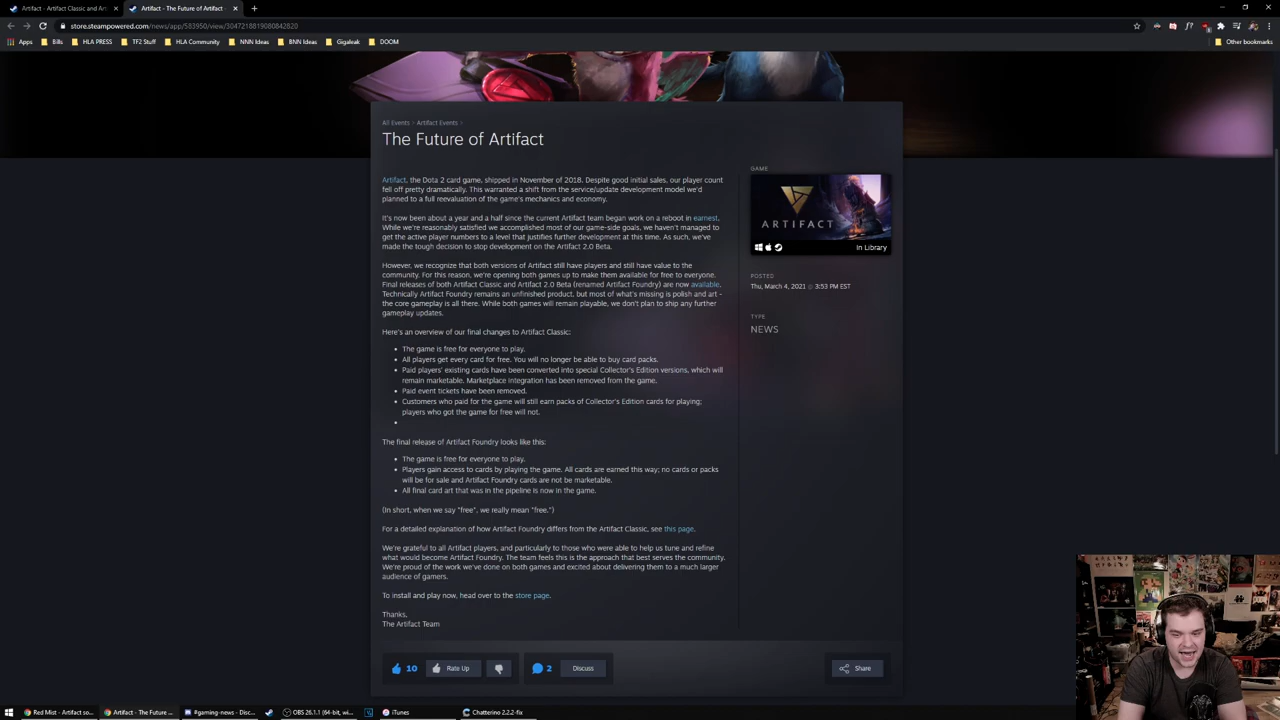 Artifact - Artifact Classic and Ar
Artifact - The Future of Artifact
store.steampowered.com/news/app/583950/view/3047218819080842820
Apps Bills HLA PRESS TF2 Stuff HLA Community NNN Ideas BNN Ideas Gigaleak DOOM Other bookmarks
All Events > Artifact Events >
The Future of Artifact
Artifact, the Dota 2 card game, shipped in November of 2018. Despite good initial sales, our player count
fell off pretty dramatically. This warranted a shift from the service/update development model we'd
planned to a full reevaluation of the game's mechanics and economy.
It's now been about a year and a half since the current Artifact team began work on a reboot in earnest.
While we're reasonably satisfied we accomplished most of our game-side goals, we haven't managed to
get the active player numbers to a level that justifies further development at this time. As such, we've
made the tough decision to stop development on the Artifact 2.0 Beta.
However, we recognize that both versions of Artifact still have players and still have value to the
community. For this reason, we're opening both games up to make them available for free to everyone.
Final releases of both Artifact Classic and Artifact 2.0 Beta (renamed Artifact Foundry) are now available.
Technically Artifact Foundry remains an unfinished product, but most of what's missing is polish and art -
the core gameplay is all there. While both games will remain playable, we don't plan to ship any further
gameplay updates.
Here's an overview of our final changes to Artifact Classic:
• The game is free for everyone to play.
• All players get every card for free. You will no longer be able to buy card packs.
• Paid players' existing cards have been converted into special Collector's Edition versions, which will
remain marketable. Marketplace integration has been removed from the game.
• Paid event tickets have been removed.
• Customers who paid for the game will still earn packs of Collector's Edition cards for playing;
players who got the game for free will not.
•
The final release of Artifact Foundry looks like this:
• The game is free for everyone to play.
• Players gain access to cards by playing the game. All cards are earned this way; no cards or packs
will be for sale and Artifact Foundry cards are not be marketable.
• All final card art that was in the pipeline is now in the game.
(In short, when we say "free", we really mean "free.")
For a detailed explanation of how Artifact Foundry differs from the Artifact Classic, see this page.
We're grateful to all Artifact players, and particularly to those who were able to help us tune and refine
what would become Artifact Foundry. The team feels this is the approach that best serves the community.
We're proud of the work we've done on both games and excited about delivering them to a much larger
audience of gamers.
To install and play now, head over to the store page.
Thanks,
The Artifact Team
10 Rate Up 2 Discuss Share
GAME
ARTIFACT
In Library
POSTED
Thu, March 4, 2021 @ 3:53 PM EST
TYPE
NEWS
Red Mist - Artifact so... Artifact - The Future ... #gaming-news - Disc... OBS 26.1.1 (64-bit, wi... iTunes Chatterino 2.2.2-fix